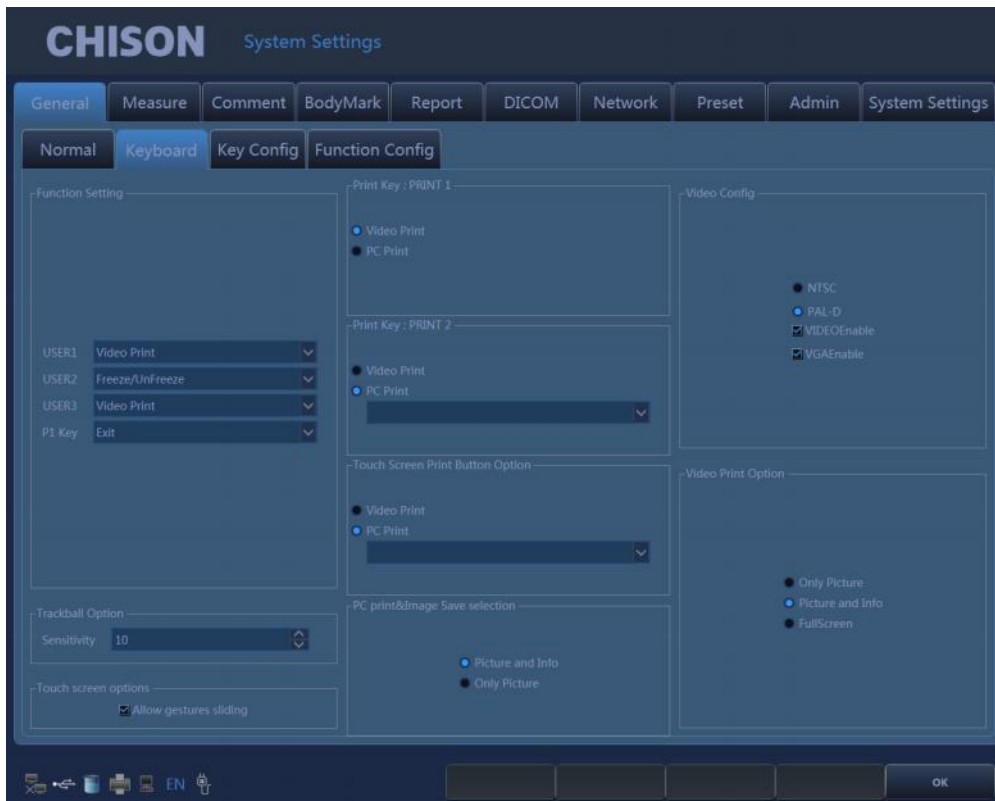 CHISON System Settings
General Measure Comment BodyMark Report DICOM Network Preset Admin System Settings
Normal Keyboard Key Config Function Config
Function Setting
USER1 Video Print
USER2 Freeze/UnFreeze
USER3 Video Print
P1 Key Exit
Trackball Option
Sensitivity 10
Touch screen options
Allow gestures sliding
Print Key : PRINT 1
Video Print
PC Print
Print Key : PRINT 2
Video Print
PC Print
Touch Screen Print Button Option
Video Print
PC Print
PC print&Image Save selection
Picture and Info
Only Picture
Video Config
NTSC
PAL-D
VIDEOEnable
VGAEnable
Video Print Option
Only Picture
Picture and Info
FullScreen
EN
OK